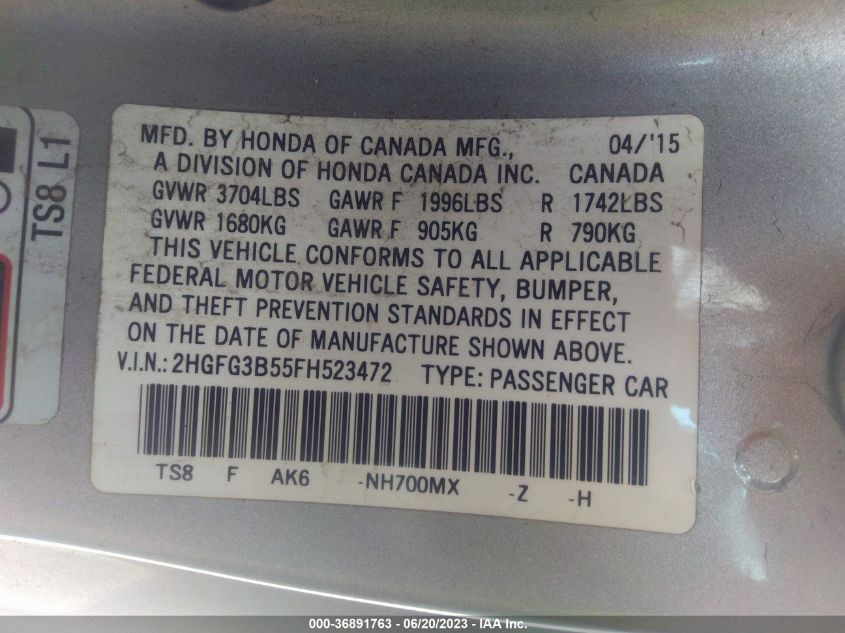 TS8 L1
MFD. BY HONDA OF CANADA MFG., 04/'15
A DIVISION OF HONDA CANADA INC. CANADA
GVWR 3704LBS GAWR F 1996LBS R 1742LBS
GVWR 1680KG GAWR F 905KG R 790KG
THIS VEHICLE CONFORMS TO ALL APPLICABLE
FEDERAL MOTOR VEHICLE SAFETY, BUMPER,
AND THEFT PREVENTION STANDARDS IN EFFECT
ON THE DATE OF MANUFACTURE SHOWN ABOVE.
V.I.N.: 2HGFG3B55FH523472 TYPE: PASSENGER CAR
TS8 F AK6 -NH700MX -Z -H
000-36891763 - 06/20/2023 - IAA Inc.